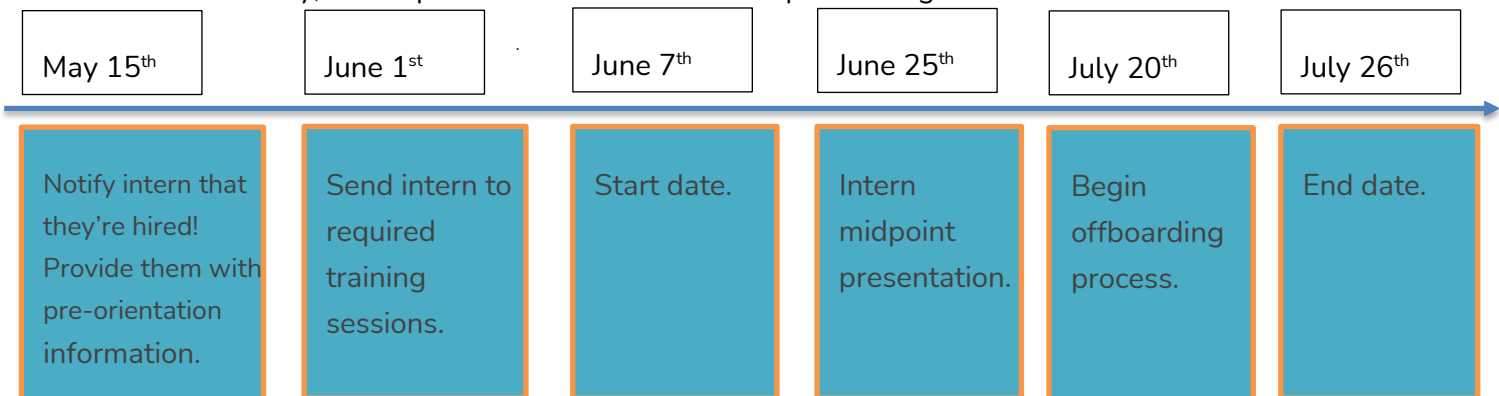 May 15th
June 1st
.
June 7th
June 25th
July 20th
July 26th
Notify intern that
they’re hired!
Provide them with
pre-orientation
information.
Send intern to
required
training
sessions.
Start date.
Intern
midpoint
presentation.
Begin
offboarding
process.
End date.